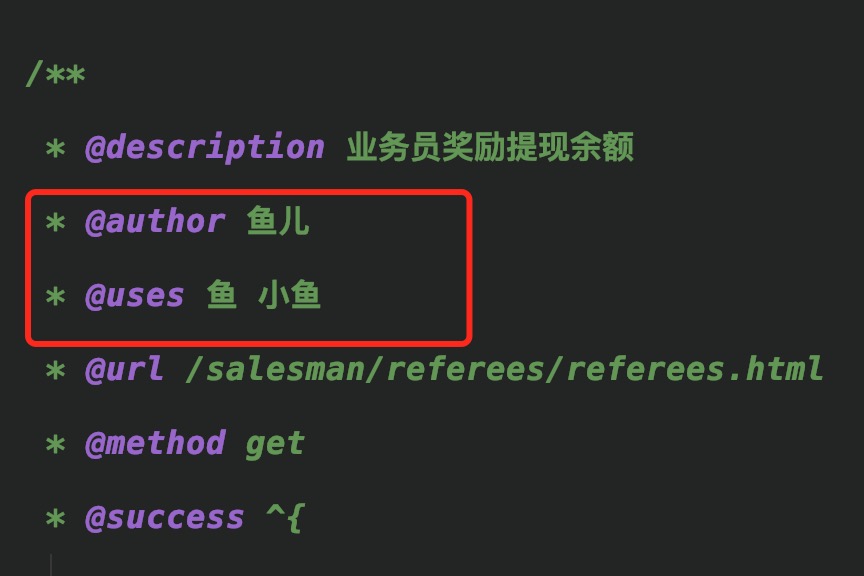 /**
* @description 业务员奖励提现余额
* @author 鱼儿
* @uses 鱼 小鱼
* @url /salesman/referees/referees.html
* @method get
* @success ^{